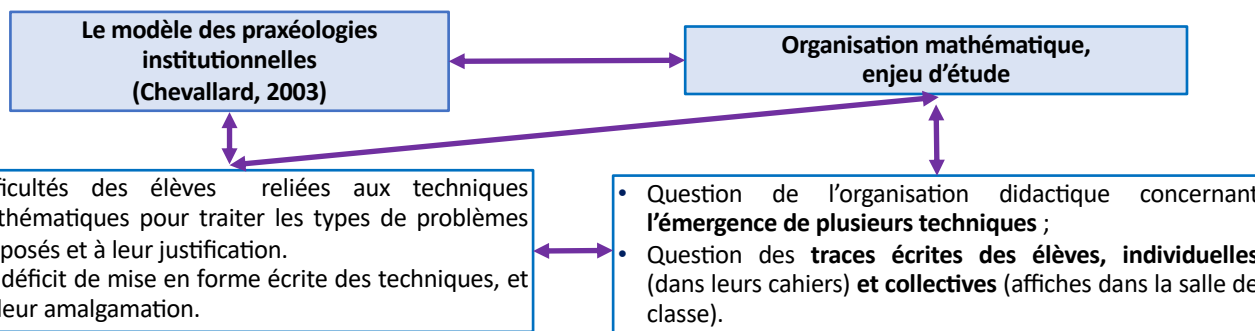 Le modèle des praxéologies
institutionnelles
(Chevallard, 2003)
Organisation mathématique,
enjeu d’étude
des élèves reliées aux techniques
pour traiter les types de problèmes
et à leur justification.
déficit de mise en forme écrite des techniques, et
leur amalgamation.
• Question de l’organisation didactique concernant
l’émergence de plusieurs techniques ;
• Question des traces écrites des élèves, individuelles
(dans leurs cahiers) et collectives (affiches dans la salle de
classe).